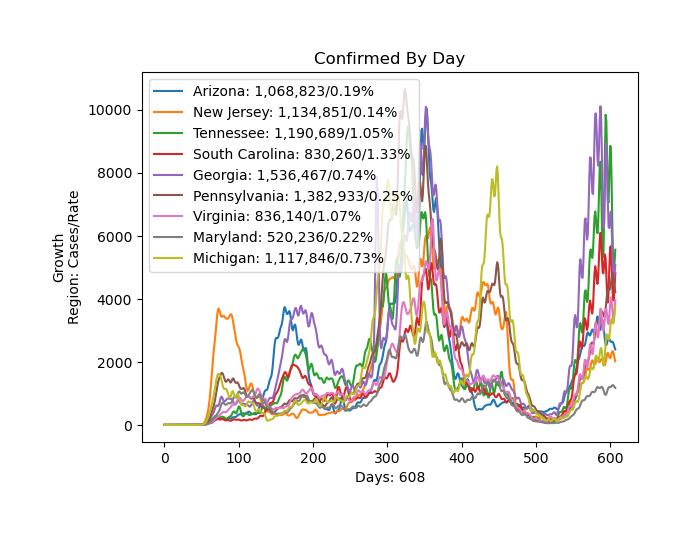 Confirmed By Day
Growth
Region: Cases/Rate
10000
8000
6000
4000
2000
0
Arizona: 1,068,823/0.19%
New Jersey: 1,134,851/0.14%
Tennessee: 1,190,689/1.05%
South Carolina: 830,260/1.33%
Georgia: 1,536,467/0.74%
Pennsylvania: 1,382,933/0.25%
Virginia: 836,140/1.07%
Maryland: 520,236/0.22%
Michigan: 1,117,846/0.73%
0 100 200 300 400 500 600
Days: 608